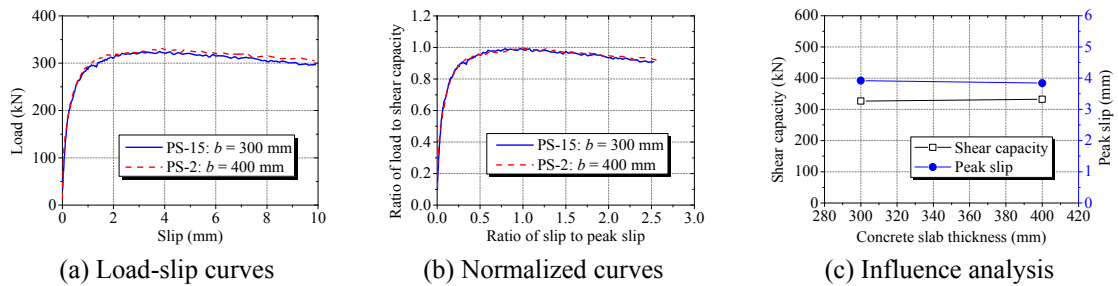 400
300
200
100
0
Load (kN)
PS-15: b = 300 mm
PS-2: b = 400 mm
0 2 4 6 8 10
Slip (mm)
(a) Load-slip curves
1.2
1.0
0.8
0.6
0.4
0.2
0.0
Ratio of load to shear capacity
PS-15: b = 300 mm
PS-2: b = 400 mm
0.0 0.5 1.0 1.5 2.0 2.5 3.0
Ratio of slip to peak slip
(b) Normalized curves
600
500
400
300
200
100
0
Shear capacity (kN)
Shear capacity
Peak slip
6
5
4
3
2
1
0
Peak slip (mm)
280 300 320 340 360 380 400 420
Concrete slab thickness (mm)
(c) Influence analysis